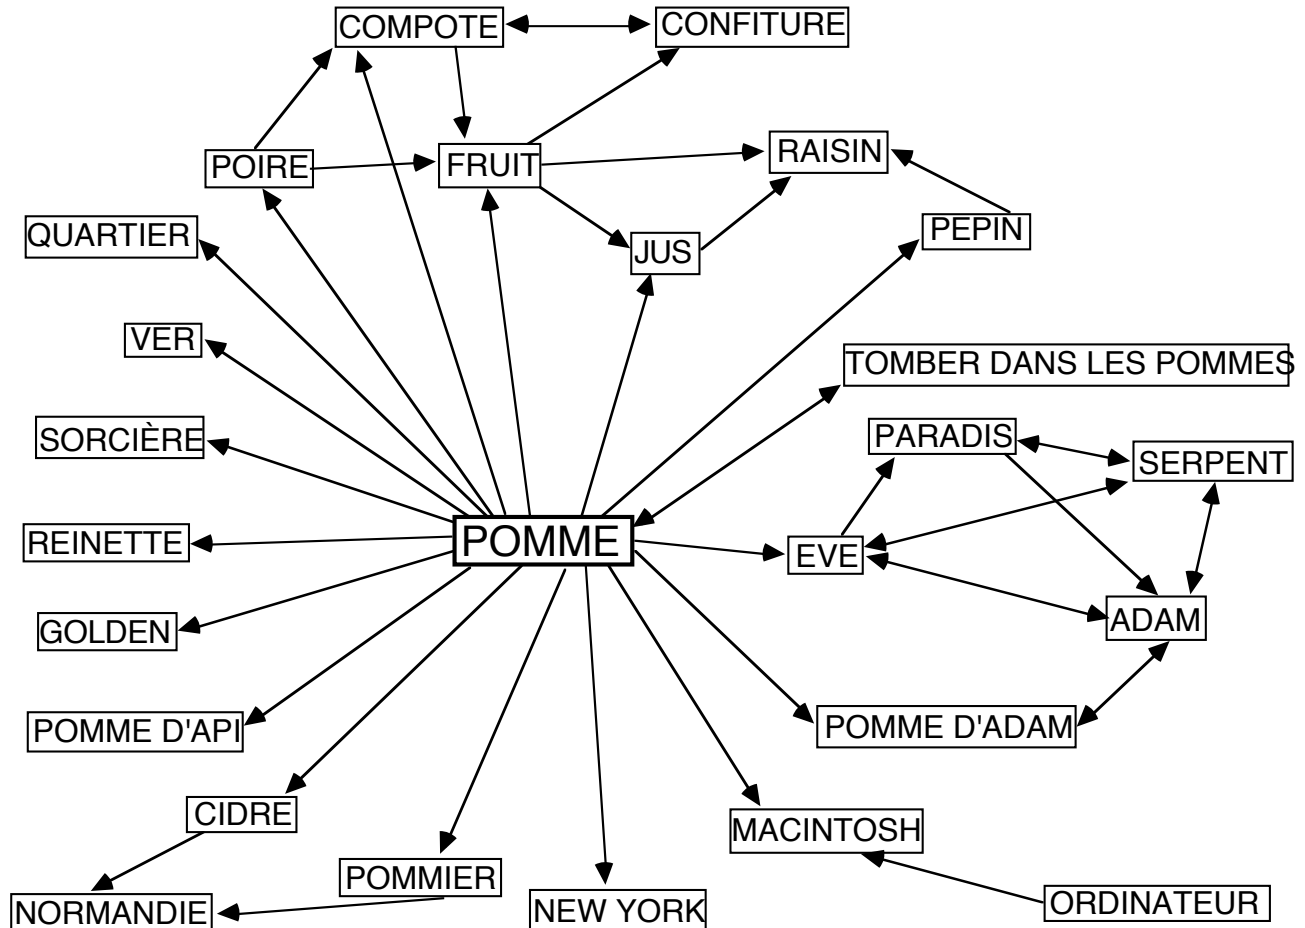 COMPOTE
CONFITURE
POIRE
FRUIT
RAISIN
QUARTIER
JUS
PEPIN
VER
TOMBER DANS LES POMMES
SORCIÈRE
PARADIS
SERPENT
REINETTE
POMME
EVE
GOLDEN
ADAM
POMME D'API
POMME D'ADAM
CIDRE
MACINTOSH
POMMIER
NORMANDIE
NEW YORK
ORDINATEUR